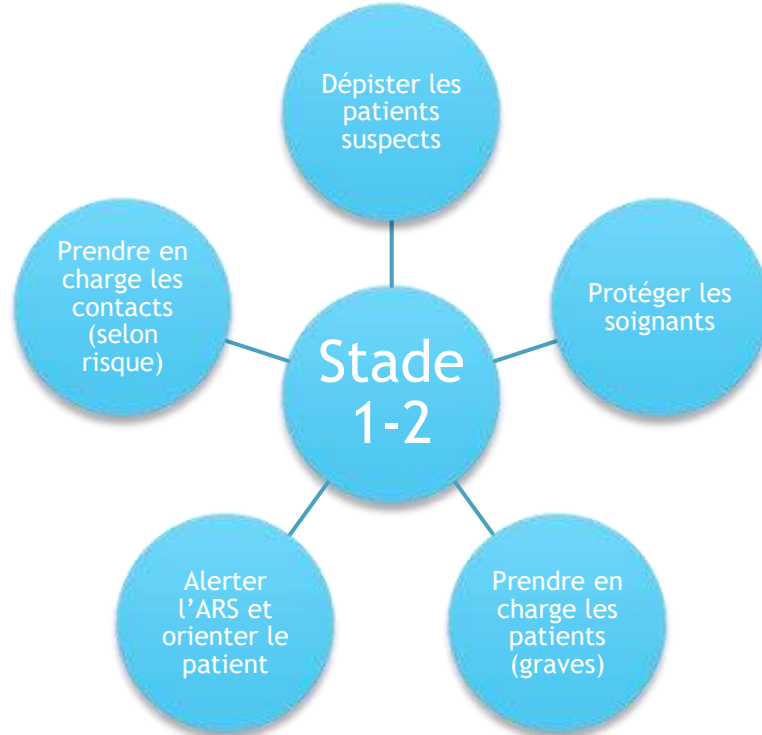 Dépister les
patients
suspects
Prendre en
charge les
contacts
(selon
risque)
Protéger les
soignants
Stade
1-2
Alerter
l’ARS et
orienter le
patient
Prendre en
charge les
patients
(graves)